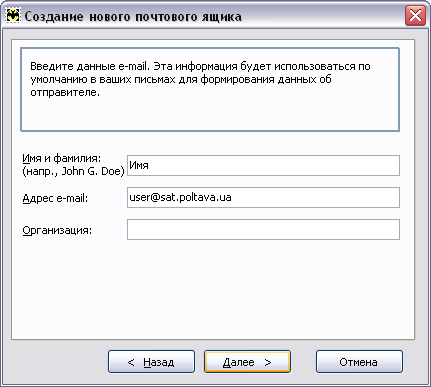 Создание нового почтового ящика
Введите данные e-mail. Эта информация будет использоваться по
умолчанию в ваших письмах для формирования данных об
отправителе.
Имя и фамилия:
(напр., John G. Doe)
Имя
Адрес e-mail:
user@sat.poltava.ua
Организация:
< Назад
Далее >
Отмена